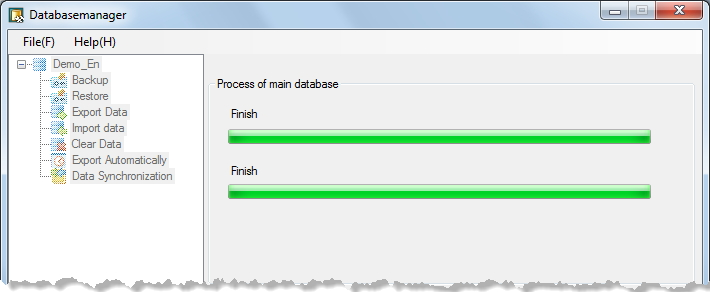 Databasemanager
File(F) Help(H)
Demo_En
Backup
Restore
Export Data
Import data
Clear Data
Export Automatically
Data Synchronization
Process of main database
Finish
Finish